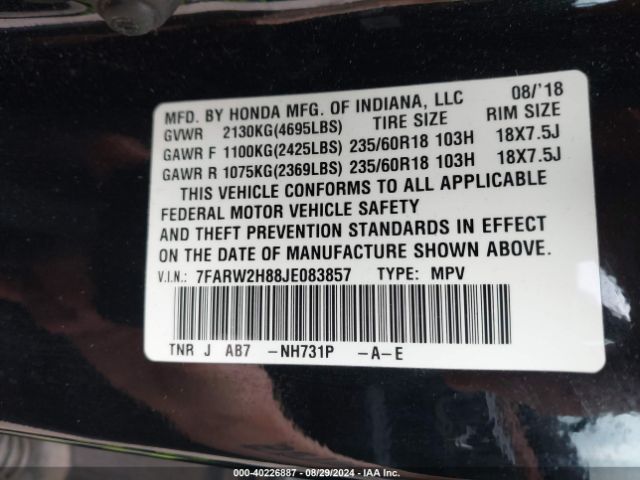 MFD. BY HONDA MFG. OF INDIANA, LLC 08/'18
GVWR 2130KG(4695LBS) TIRE SIZE RIM SIZE
GAWR F 1100KG(2425LBS) 235/60R18 103H 18X7.5J
GAWR R 1075KG(2369LBS) 235/60R18 103H 18X7.5J
THIS VEHICLE CONFORMS TO ALL APPLICABLE
FEDERAL MOTOR VEHICLE SAFETY
AND THEFT PREVENTION STANDARDS IN EFFECT
ON THE DATE OF MANUFACTURE SHOWN ABOVE.
V.I.N.: 7FARW2H88JE083857 TYPE: MPV
TNR J AB7 -NH731P -A-E
000-40226887 - 08/29/2024 - IAA Inc.